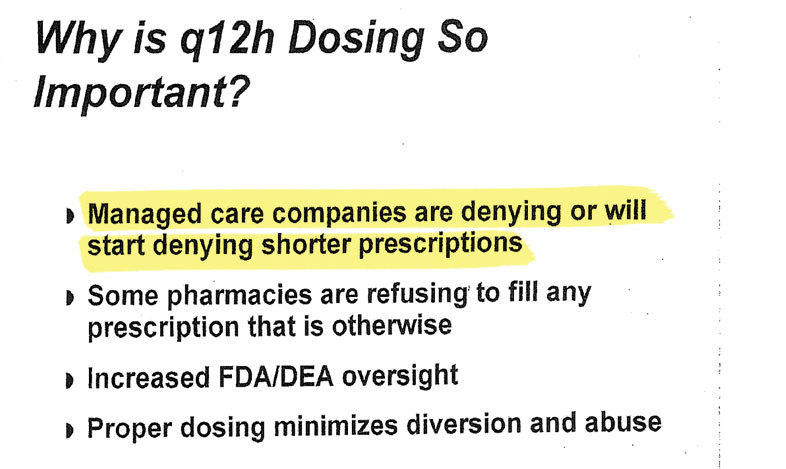 Why is q12h Dosing So
Important?
Managed care companies are denying or will
start denying shorter prescriptions
Some pharmacies are refusing to fill any
prescription that is otherwise
Increased FDA/DEA oversight
Proper dosing minimizes diversion and abuse